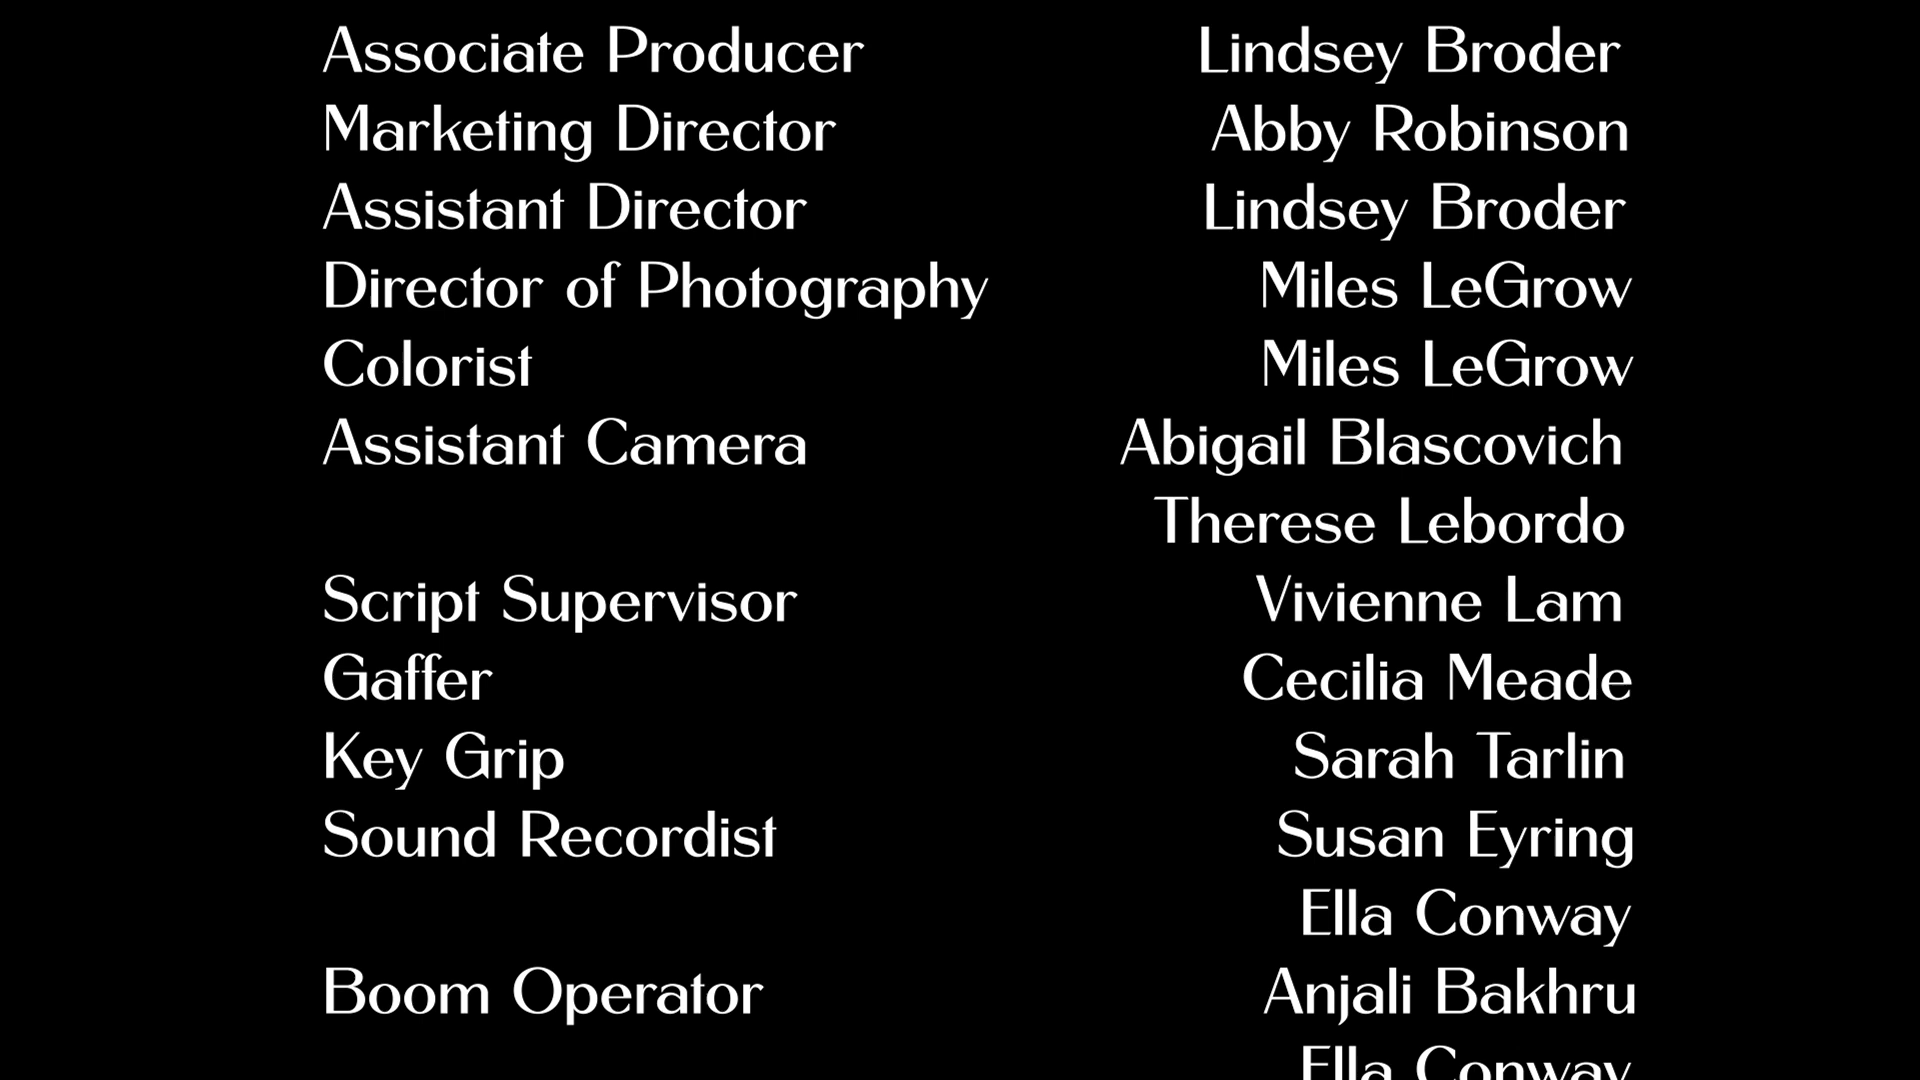 Associate Producer Lindsey Broder
Marketing Director Abby Robinson
Assistant Director Lindsey Broder
Director of Photography Miles LeGrow
Colorist Miles LeGrow
Assistant Camera Abigail Blascovich
Therese Lebordo
Script Supervisor Vivienne Lam
Gaffer Cecilia Meade
Key Grip Sarah Tarlin
Sound Recordist Susan Eyring
Ella Conway
Boom Operator Anjali Bakhru
Ella Conway